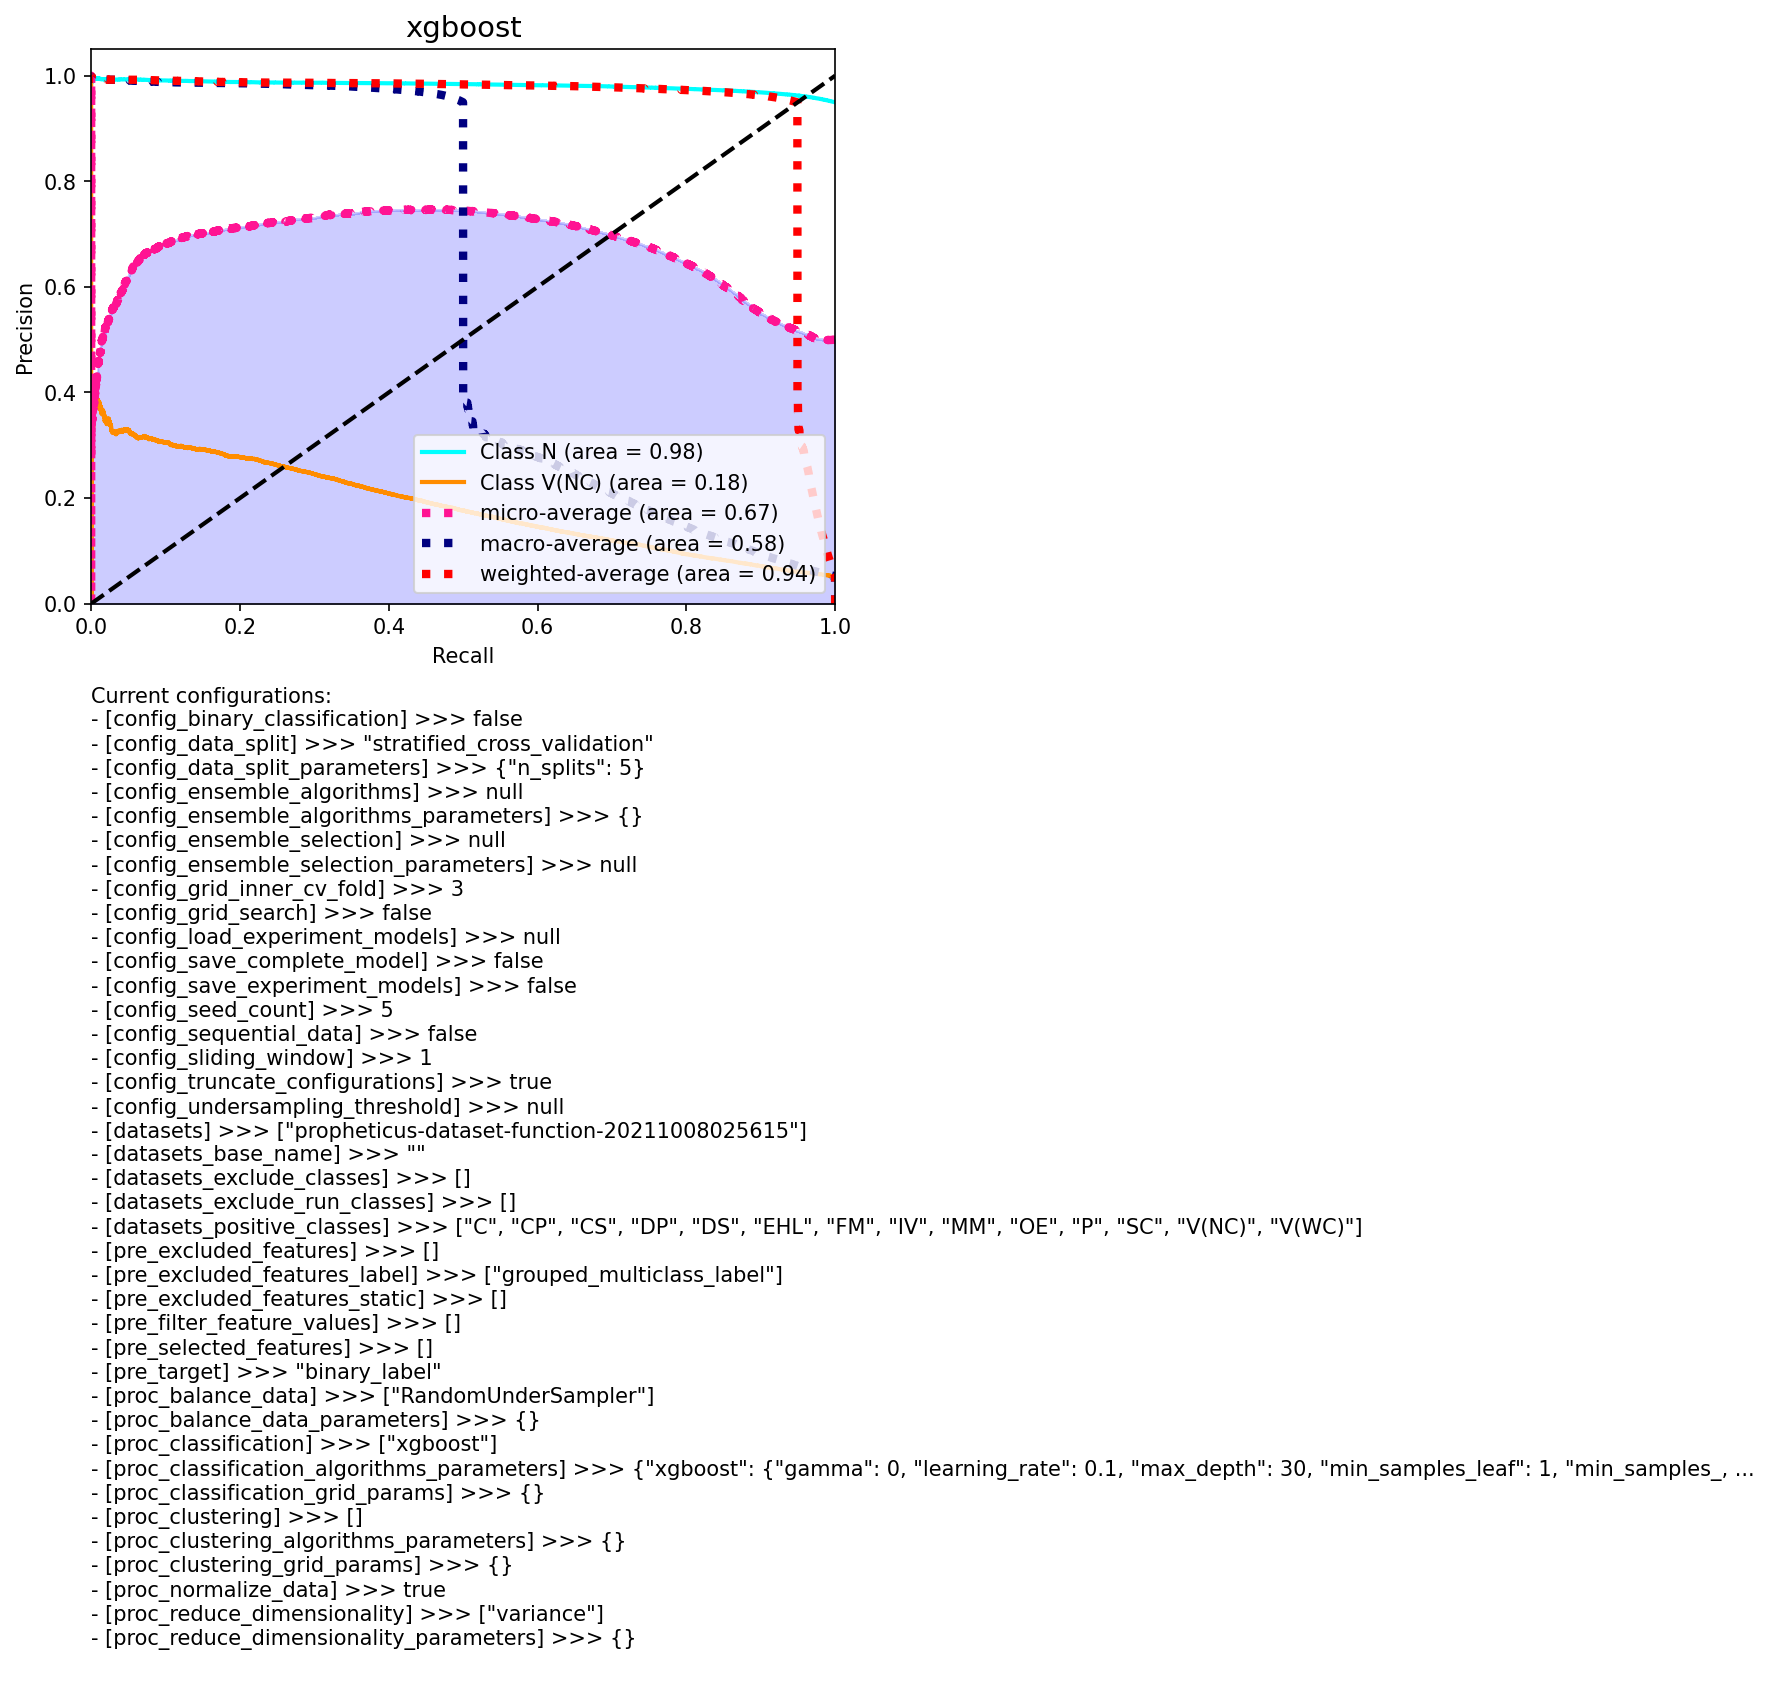 xgboost
1.0
0.8
0.6
0.4
0.2
0.0
Precision
Class N (area = 0.98)
Class V(NC) (area = 0.18)
micro-average (area = 0.67)
macro-average (area = 0.58)
weighted-average (area = 0.94)
0.0 0.2 0.4 0.6 0.8 1.0
Recall
Current configurations:
- [config_binary_classification] >>> false
- [config_data_split] >>> "stratified_cross_validation"
- [config_data_split_parameters] >>> {"n_splits": 5}
- [config_ensemble_algorithms] >>> null
- [config_ensemble_algorithms_parameters] >>> {}
- [config_ensemble_selection] >>> null
- [config_ensemble_selection_parameters] >>> null
- [config_grid_inner_cv_fold] >>> 3
- [config_grid_search] >>> false
- [config_load_experiment_models] >>> null
- [config_save_complete_model] >>> false
- [config_save_experiment_models] >>> false
- [config_seed_count] >>> 5
- [config_sequential_data] >>> false
- [config_sliding_window] >>> 1
- [config_truncate_configurations] >>> true
- [config_undersampling_threshold] >>> null
- [datasets] >>> ["propheticus-dataset-function-20211008025615"]
- [datasets_base_name] >>> ""
- [datasets_exclude_classes] >>> []
- [datasets_exclude_run_classes] >>> []
- [datasets_positive_classes] >>> ["C", "CP", "CS", "DP", "DS", "EHL", "FM", "IV", "MM", "OE", "P", "SC", "V(NC)", "V(WC)"]
- [pre_excluded_features] >>> []
- [pre_excluded_features_label] >>> ["grouped_multiclass_label"]
- [pre_excluded_features_static] >>> []
- [pre_filter_feature_values] >>> []
- [pre_selected_features] >>> []
- [pre_target] >>> "binary_label"
- [proc_balance_data] >>> ["RandomUnderSampler"]
- [proc_balance_data_parameters] >>> {}
- [proc_classification] >>> ["xgboost"]
- [proc_classification_algorithms_parameters] >>> {"xgboost": {"gamma": 0, "learning_rate": 0.1, "max_depth": 30, "min_samples_leaf": 1, "min_samples_, ...
- [proc_classification_grid_params] >>> {}
- [proc_clustering] >>> []
- [proc_clustering_algorithms_parameters] >>> {}
- [proc_clustering_grid_params] >>> {}
- [proc_normalize_data] >>> true
- [proc_reduce_dimensionality] >>> ["variance"]
- [proc_reduce_dimensionality_parameters] >>> {}